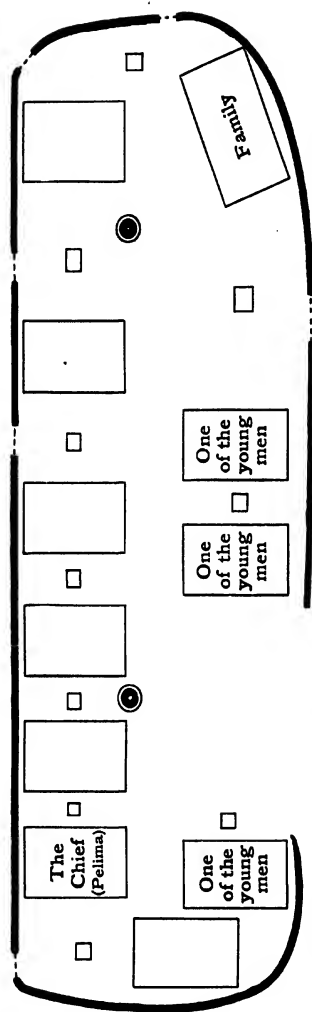 Family
One
of the
young
men
One
of the
young
men
The
Chief
(Pelima)
One
of the
young
men